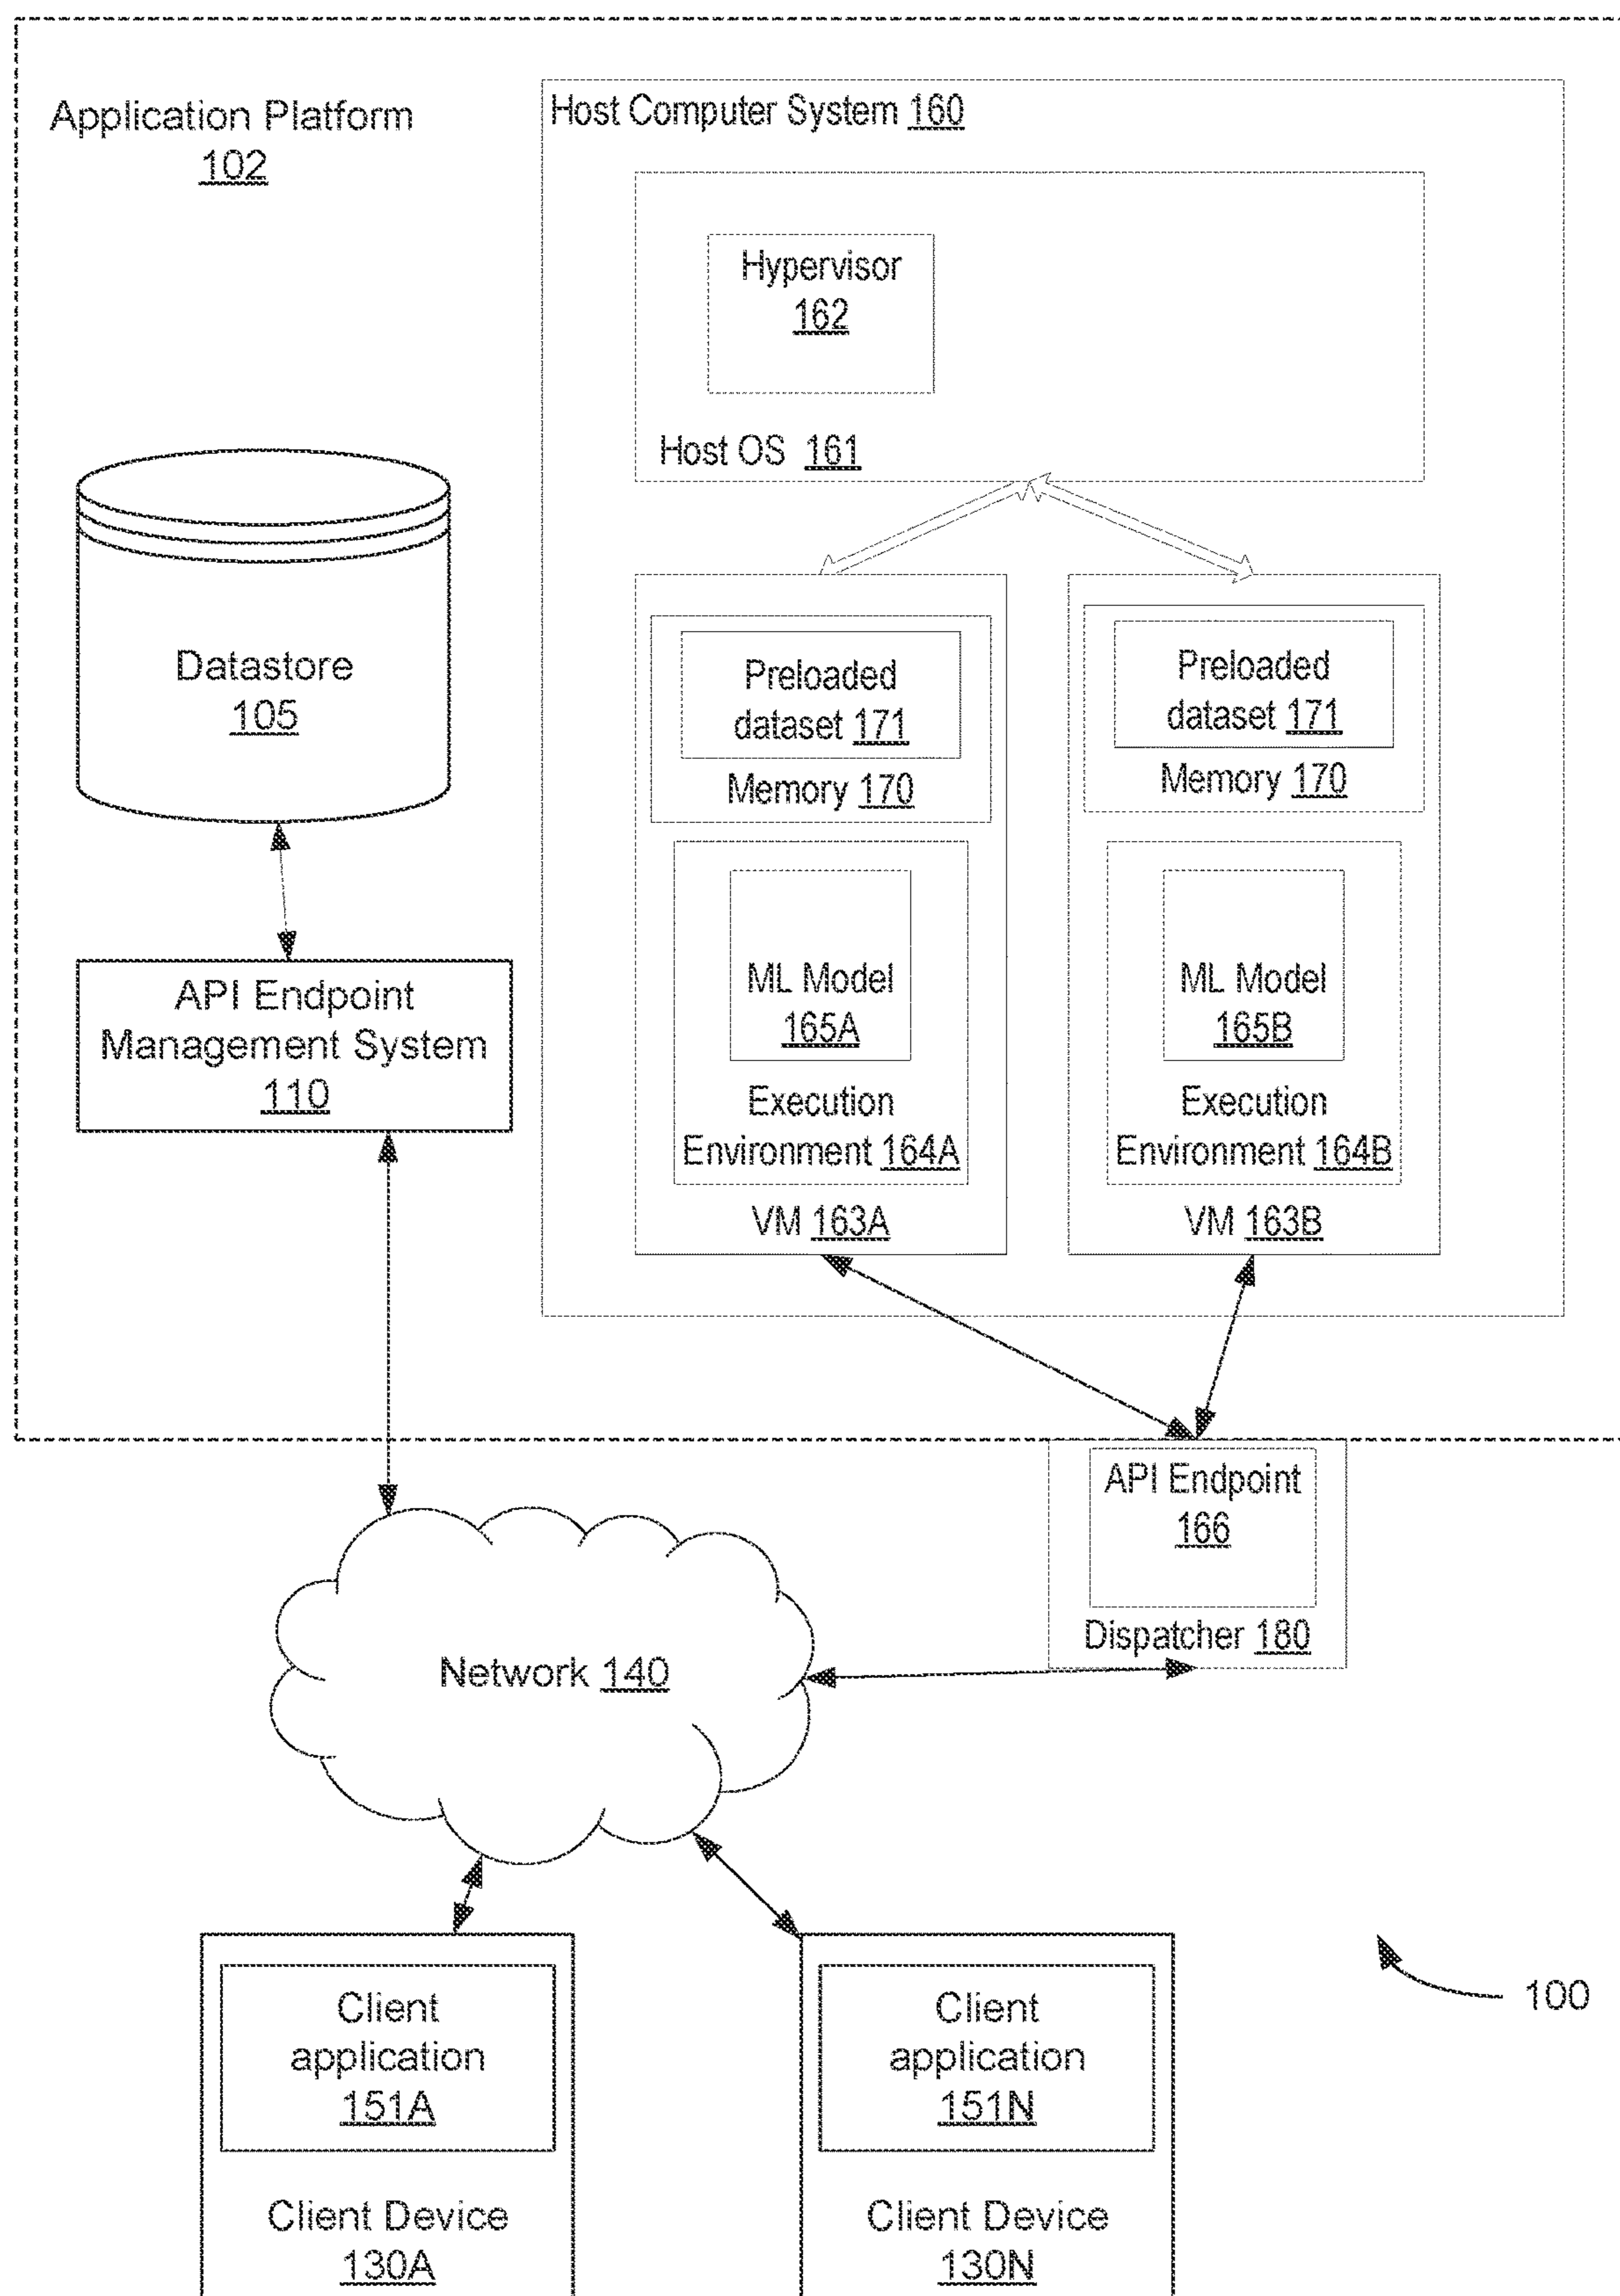 Application Platform
102
Host Computer System 160
Hypervisor
162
Host OS 161
Datastore
105
Preloaded
dataset 171
Memory 170
Preloaded
dataset 171
Memory 170
API Endpoint
Management System
110
ML Model
165A
Execution
Environment 164A
VM 163A
ML Model
165B
Execution
Environment 164B
VM 163B
API Endpoint
166
Dispatcher 180
Network 140
Client
application
151A
Client Device
130A
Client
application
151N
Client Device
130N
100